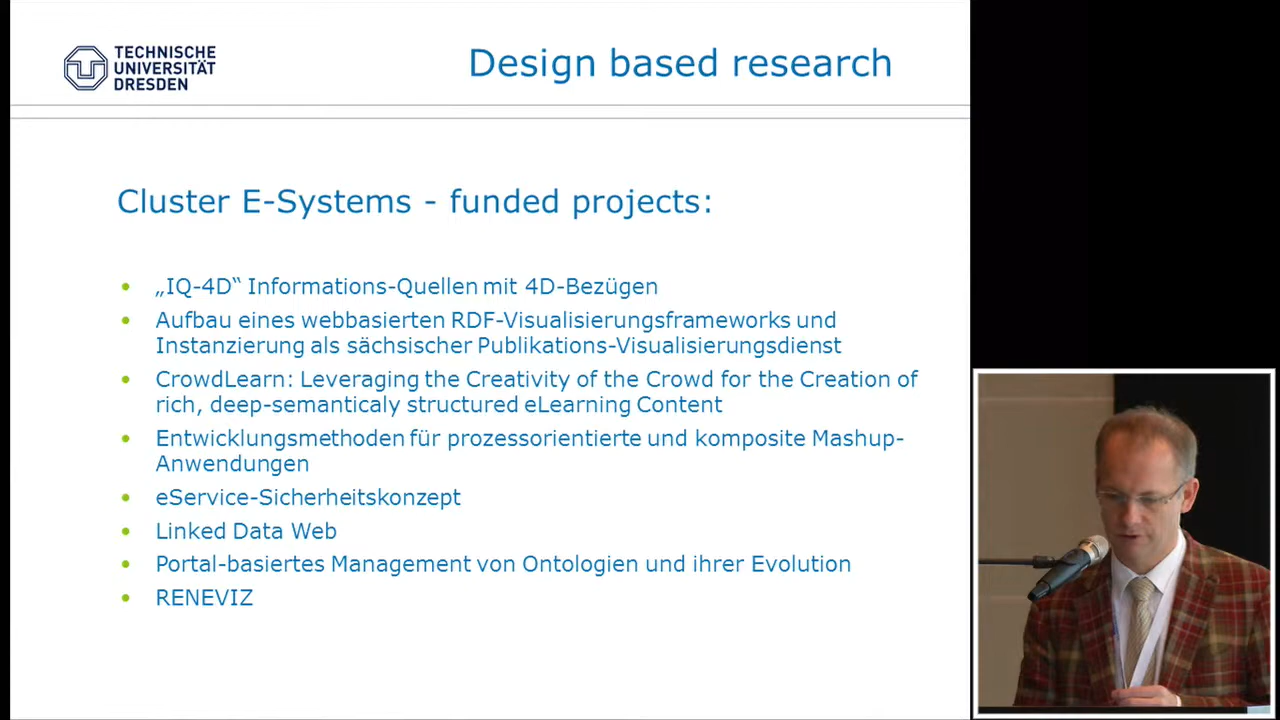 TECHNISCHE
UNIVERSITÄT
DRESDEN
Design based research
Cluster E-Systems - funded projects:
• „IQ-4D“ Informations-Quellen mit 4D-Bezügen
• Aufbau eines webbasierten RDF-Visualisierungsframeworks und
Instanzierung als sächsischer Publikations-Visualisierungsdienst
• CrowdLearn: Leveraging the Creativity of the Crowd for the Creation of
rich, deep-semanticaly structured eLearning Content
• Entwicklungsmethoden für prozessorientierte und komposite Mashup-
Anwendungen
• eService-Sicherheitskonzept
• Linked Data Web
• Portal-basiertes Management von Ontologien und ihrer Evolution
• RENEVIZ